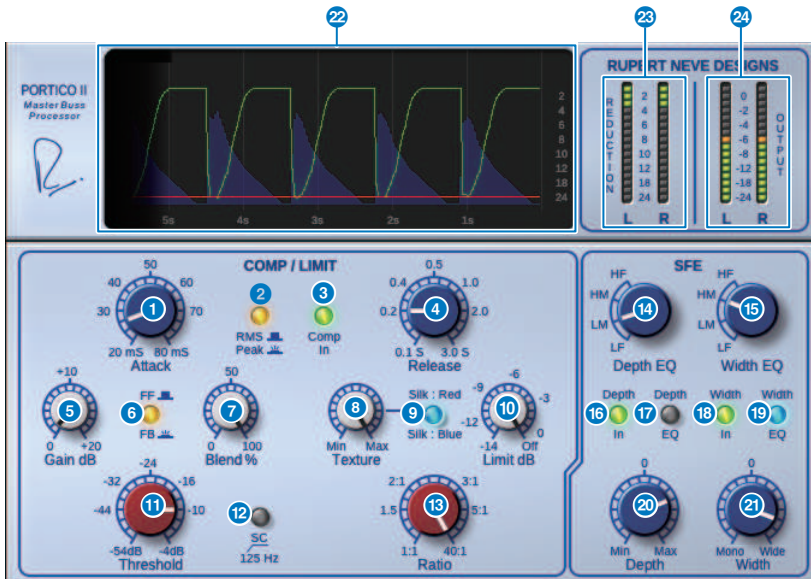 22
23
24
PORTICO II
Master Buss
Processor
2
4
6
8
10
12
18
24
5s
4s
3s
2s
1s
RUPERT NEVE DESIGNS
REDUCTION
2
4
6
8
10
12
18
24
L R
0
-2
-4
-6
-8
-12
-18
-24
L R
OUTPUT
COMP / LIMIT
50
40 60
30 70
1
20 mS 80 mS
Attack
2
RMS
Peak
3
Comp
In
0.5
0.4 1.0
0.2 2.0
4
0.1 S 3.0 S
Release
+10
5
0 +20
Gain dB
FF
6
FB
50
7
0 100
Blend %
8
Min Max
Texture
Silk : Red
9
Silk : Blue
-6
-9 -3
-12 0
10
-14 Off
Limit dB
-24
-32 -16
-44 -10
11
-54dB -4dB
Threshold
12
SC
125 Hz
2:1 3:1
1.5 5:1
13
1:1 40:1
Ratio
SFE
HF
HM
LM
LF
14
Depth EQ
HF
HM
LM
LF
15
Width EQ
Depth
16
In
Depth
17
EQ
Width
18
In
Width
19
EQ
0
20
Min Max
Depth
0
21
Mono Wide
Width